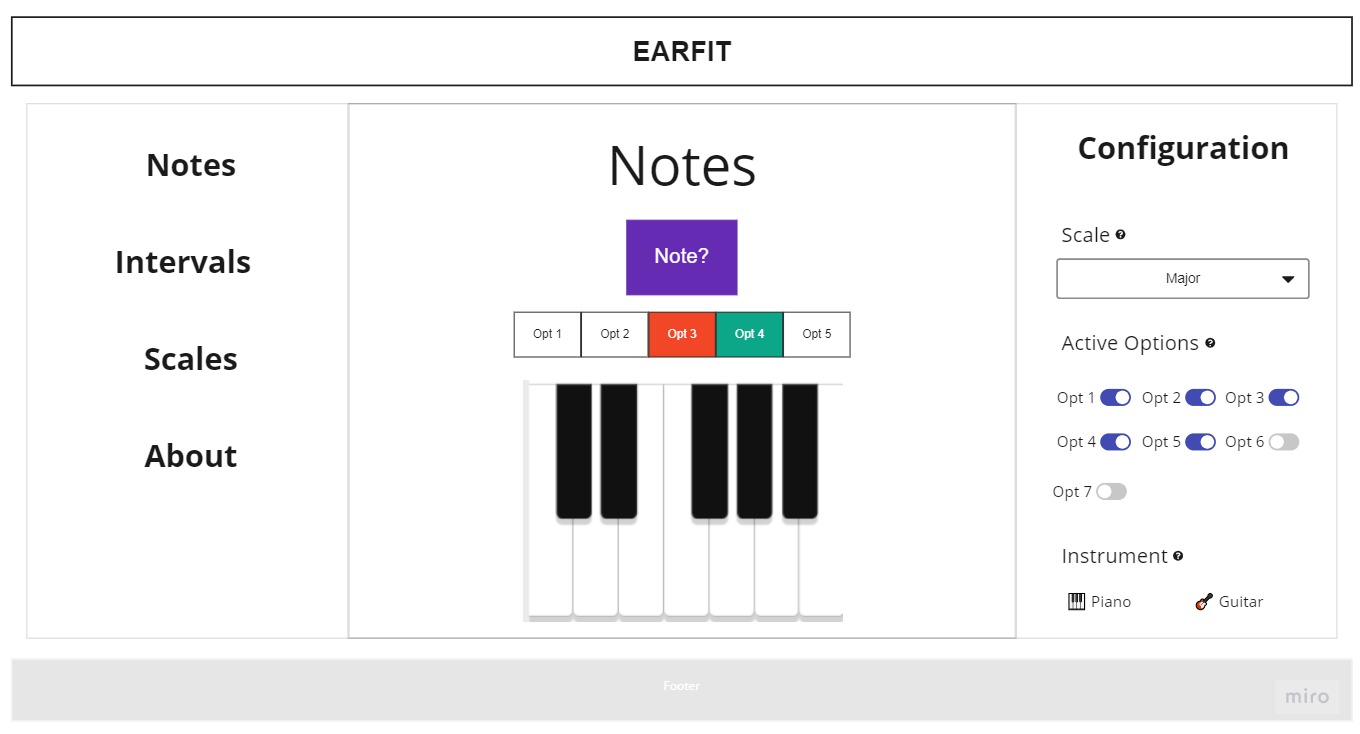 EARFIT
Notes
Intervals
Scales
About
Notes
Note?
Opt 1 Opt 2 Opt 3 Opt 4 Opt 5
Configuration
Scale ?
Major
Active Options ?
Opt 1 Opt 2 Opt 3
Opt 4 Opt 5 Opt 6
Opt 7
Instrument ?
Piano Guitar
Footer
miro